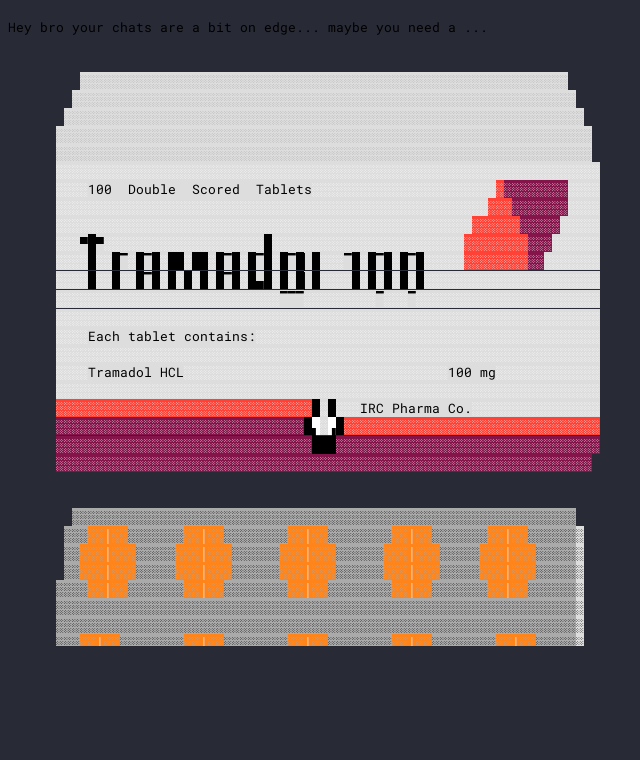 Hey bro your chats are a bit on edge... maybe you need a ...
100 Double Scored Tablets
Tramadol 100
Each tablet contains:
Tramadol HCL 100 mg
IRC Pharma Co.